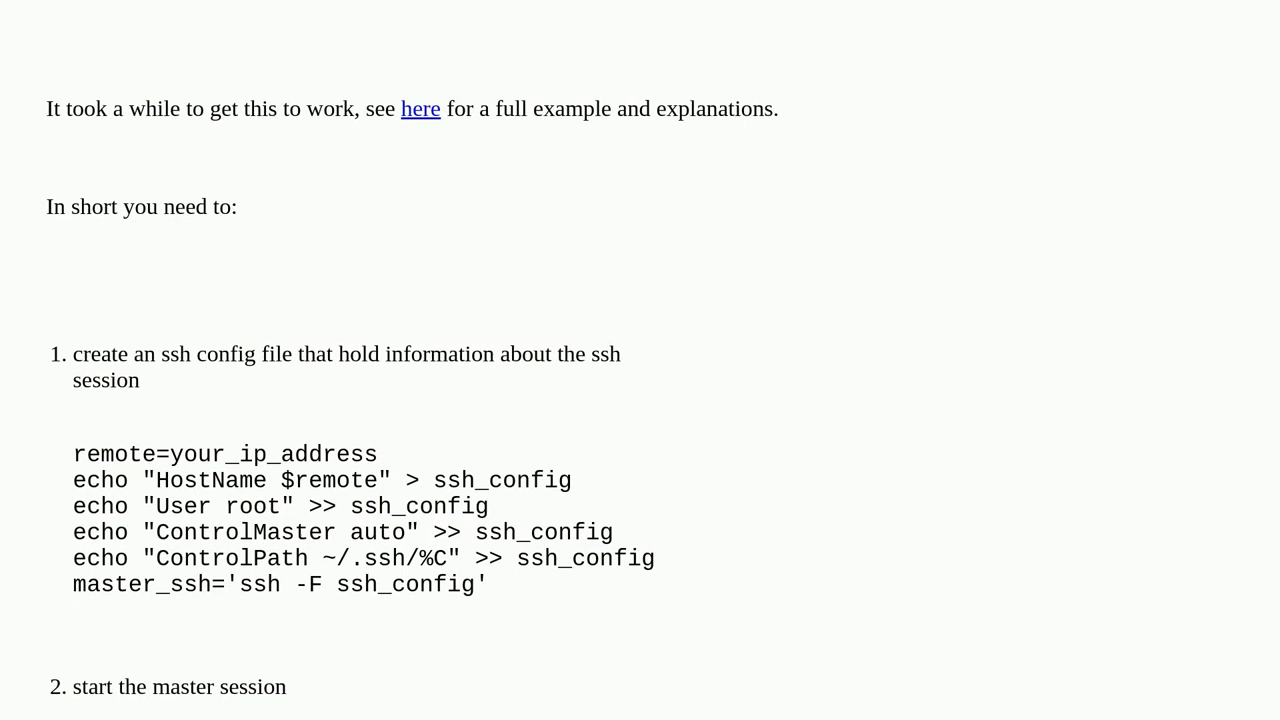 It took a while to get this to work, see here for a full example and explanations.
In short you need to:
1. create an ssh config file that hold information about the ssh
session
remote=your_ip_address
echo "HostName $remote" > ssh_config
echo "User root" >> ssh_config
echo "ControlMaster auto" >> ssh_config
echo "ControlPath ~/.ssh/%C" >> ssh_config
master_ssh='ssh -F ssh_config'
2. start the master session